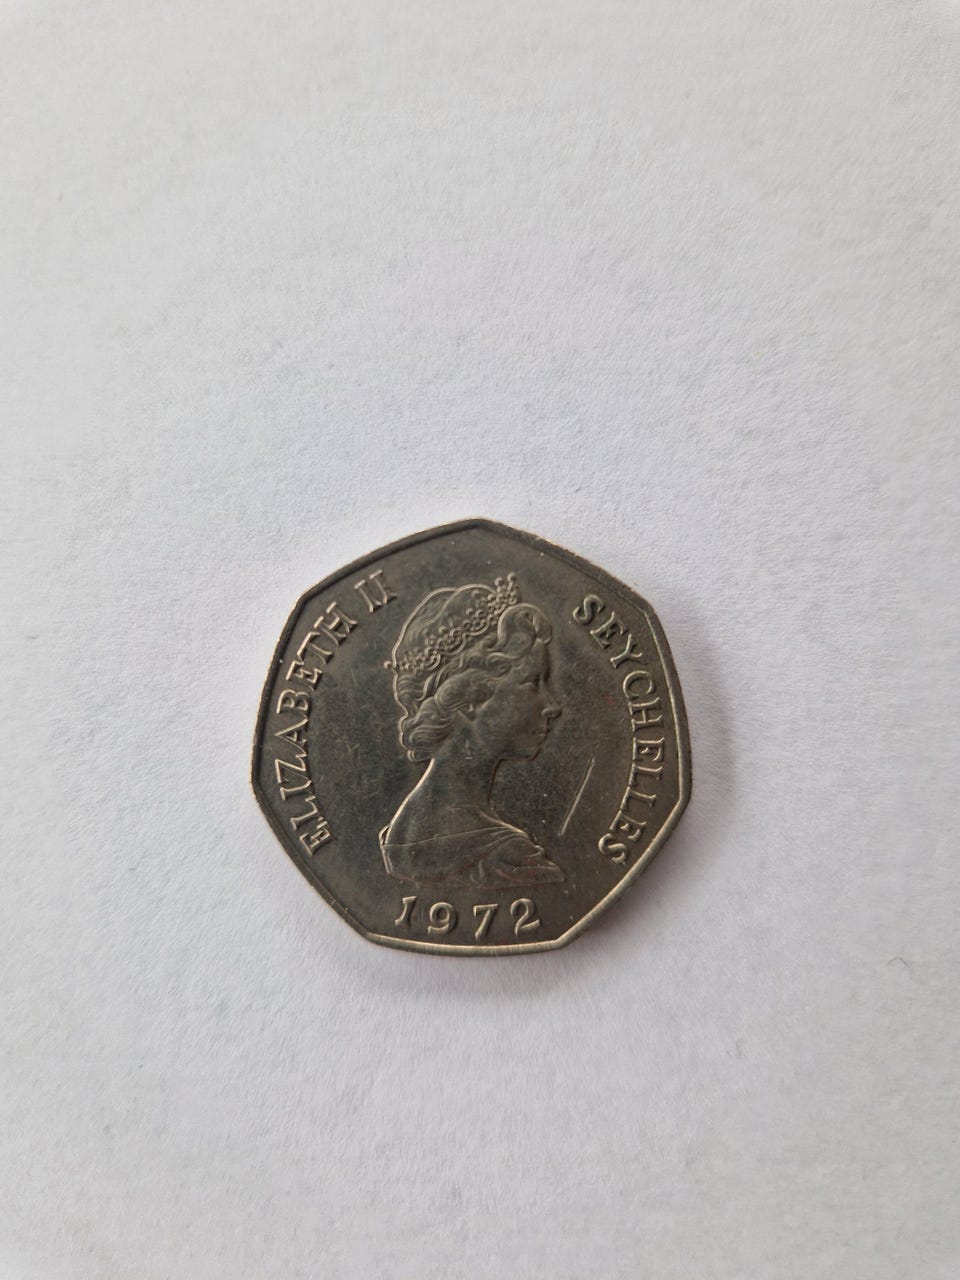 ELIZABETH II
SEYCHELLES
1972